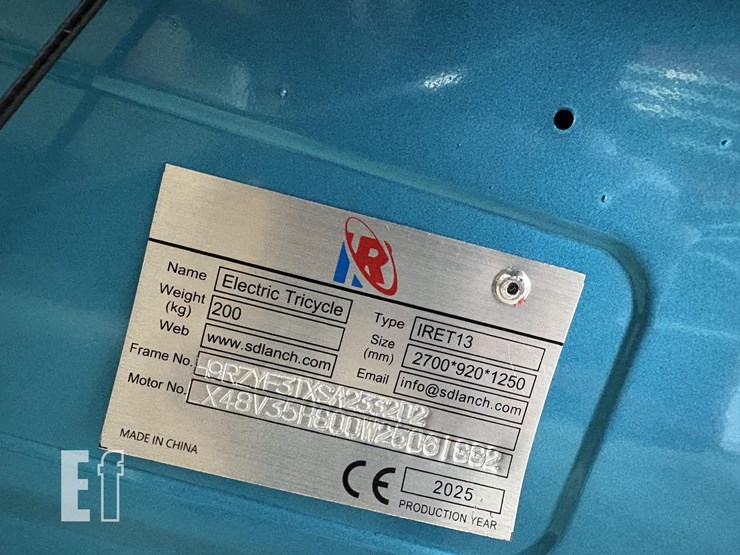 R
Name Electric Tricycle Type IRET13
Weight (kg) 200 Size (mm) 2700*920*1250
Web www.sdlanch.com Email info@sdlanch.com
Frame No.
Motor No.
MADE IN CHINA
CE 2025
PRODUCTION YEAR
Ef